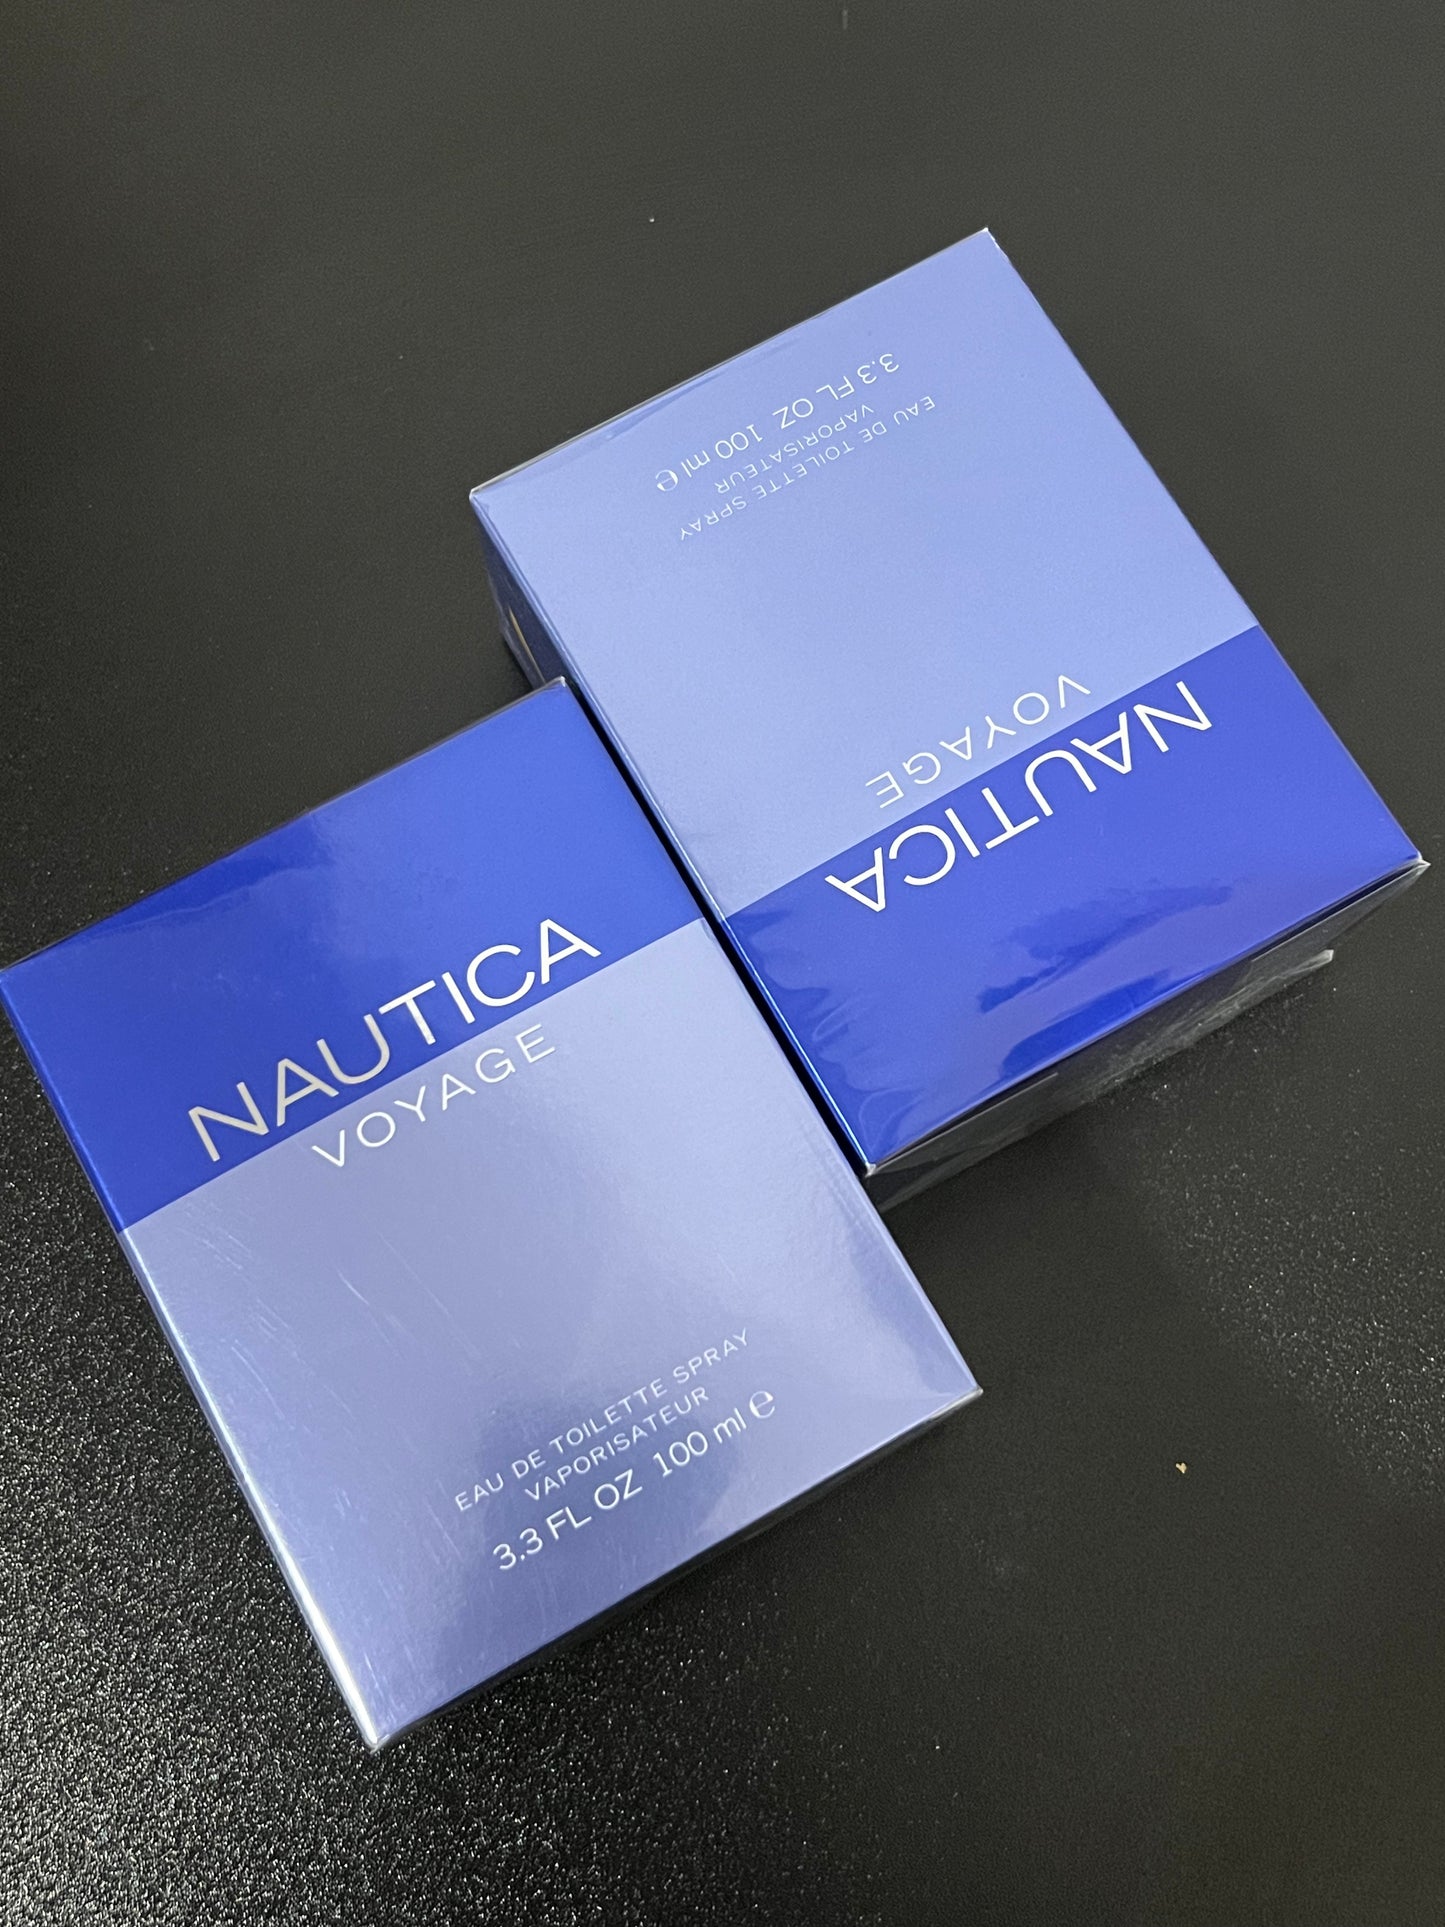 NAUTICA
VOYAGE
EAU DE TOILETTE SPRAY
VAPORISATEUR
3.3 FL OZ 100 ml ℮
NAUTICA
VOYAGE
EAU DE TOILETTE SPRAY
VAPORISATEUR
3.3 FL OZ 100 ml ℮